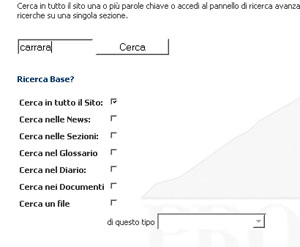 Cerca in tutto il sito una o più parole chiave o accedi al pannello di ricerca avanza
ricerche su una singola sezione.
carrara Cerca
Ricerca Base?
Cerca in tutto il Sito:
Cerca nelle News:
Cerca nelle Sezioni:
Cerca nel Glossario
Cerca nel Diario:
Cerca nei Documenti
Cerca un file
di questo tipo